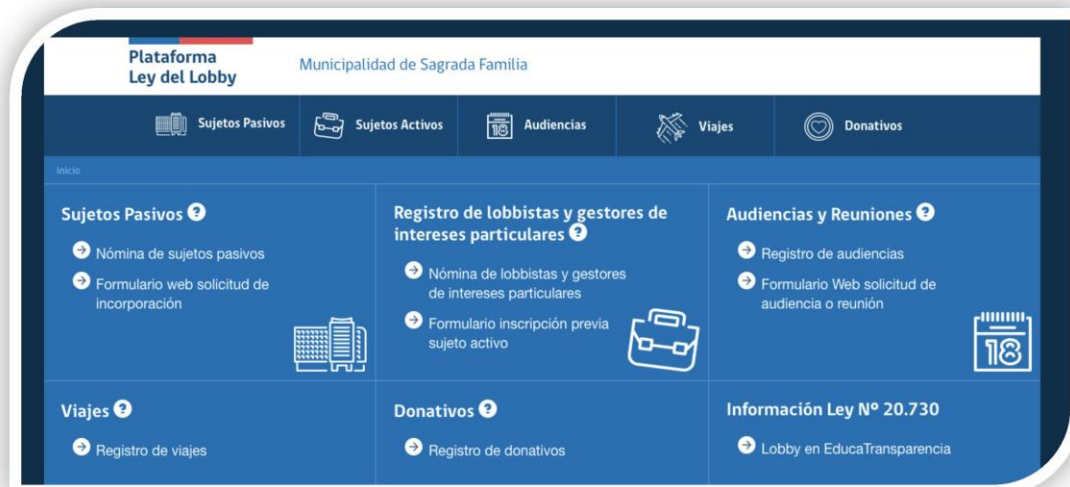 Plataforma
Ley del Lobby
Municipalidad de Sagrada Familia
Sujetos Pasivos
Sujetos Activos
18
Audiencias
Viajes
Donativos
Inicio
Sujetos Pasivos ?
Nómina de sujetos pasivos
Formulario web solicitud de
incorporación
Registro de lobbistas y gestores de
intereses particulares ?
Nómina de lobbistas y gestores
de intereses particulares
Formulario inscripción previa
sujeto activo
Audiencias y Reuniones ?
Registro de audiencias
Formulario Web solicitud de
audiencia o reunión
18
Viajes ?
Registro de viajes
Donativos ?
Registro de donativos
Información Ley Nº 20.730
Lobby en EducaTransparencia